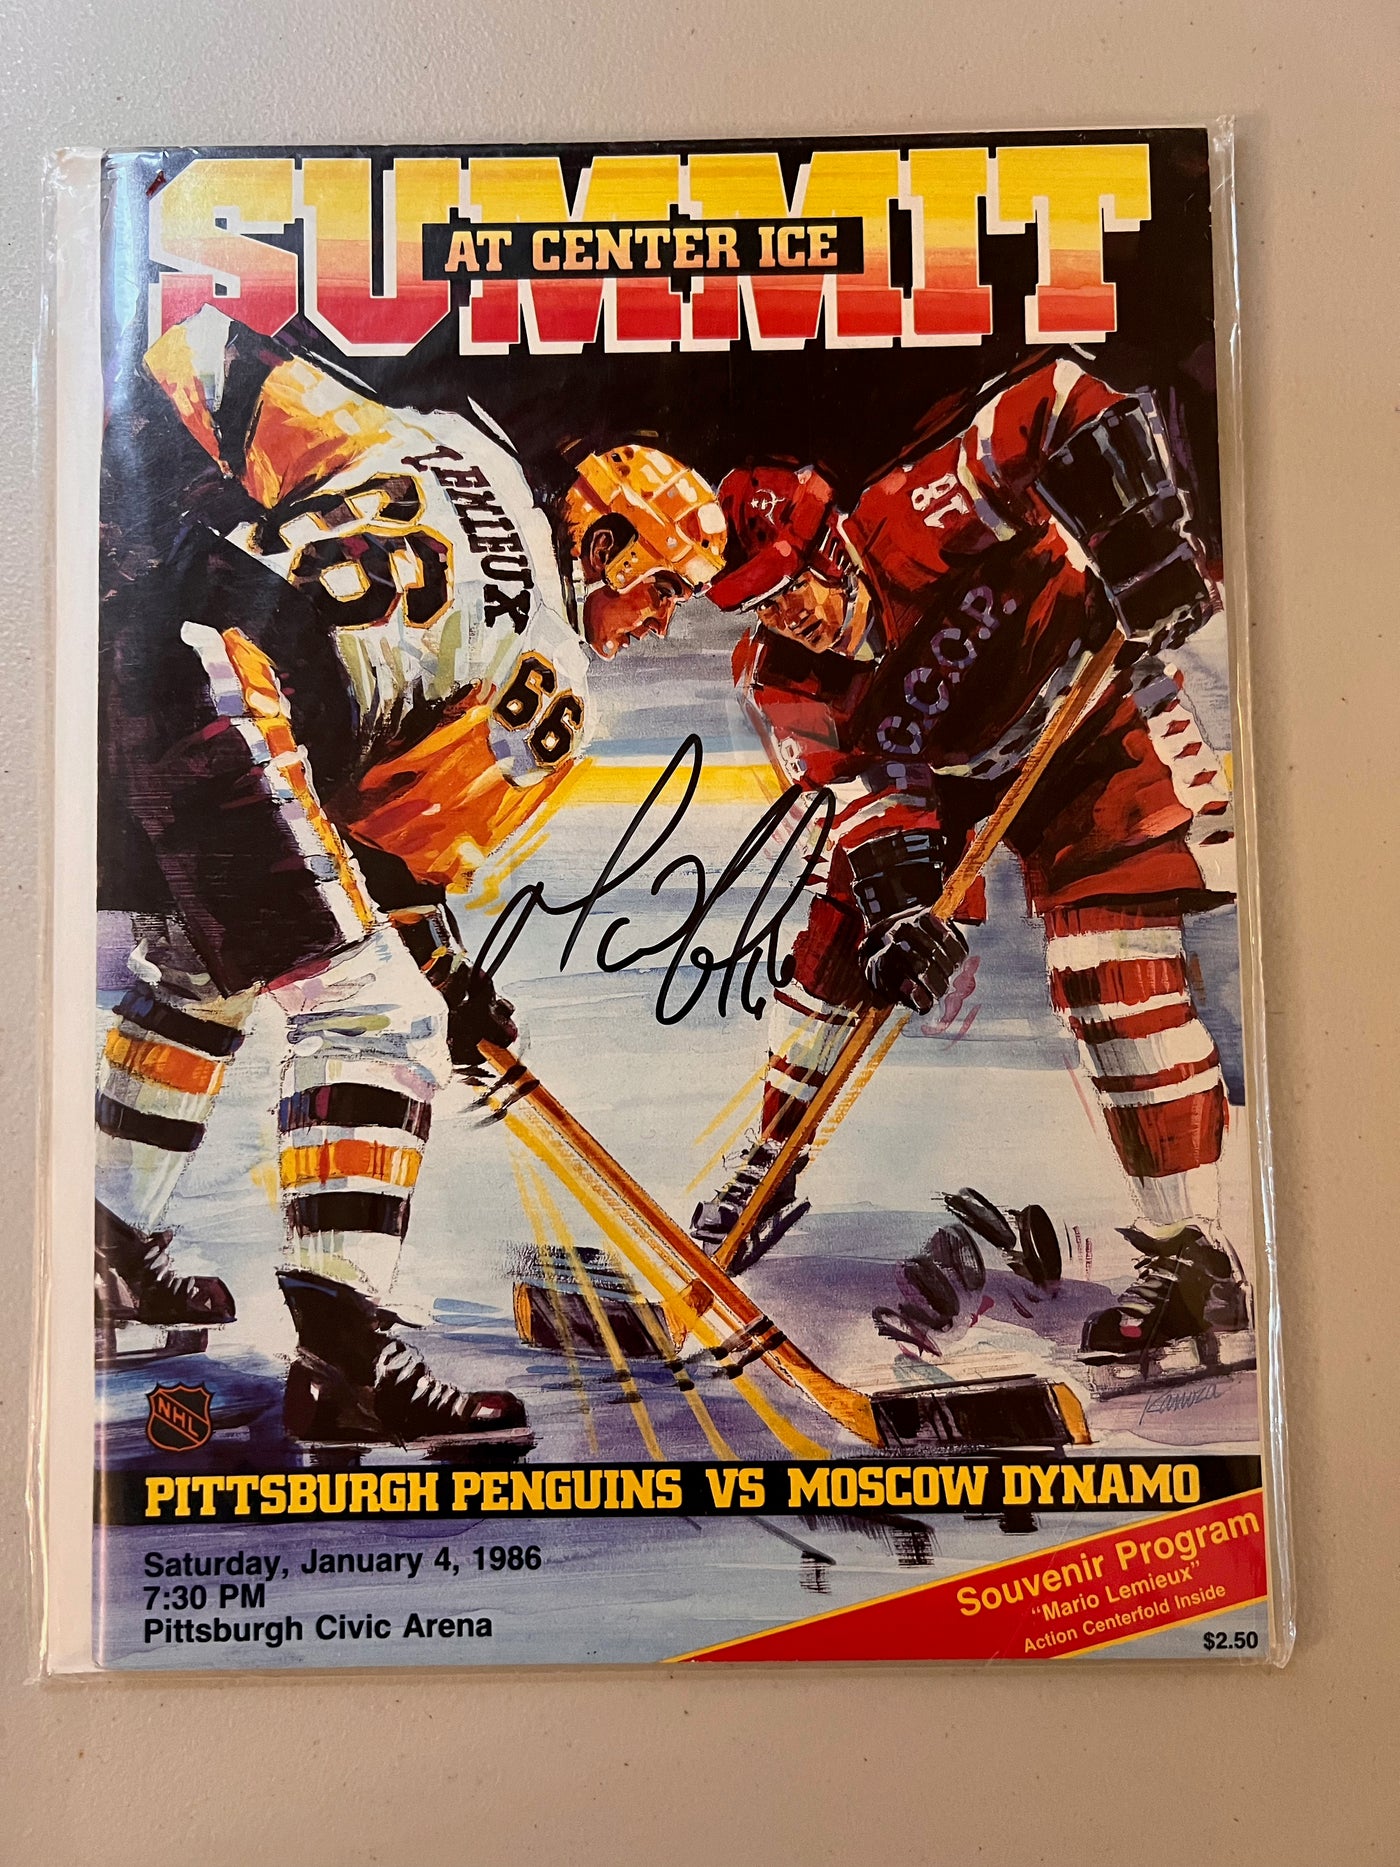 SUMMIT
AT CENTER ICE
LEMIEUX
66
66
18
C.C.C.P.
NHL
Kanuza
PITTSBURGH PENGUINS VS MOSCOW DYNAMO
Saturday, January 4, 1986
7:30 PM
Pittsburgh Civic Arena
Souvenir Program
"Mario Lemieux"
Action Centerfold Inside
$2.50